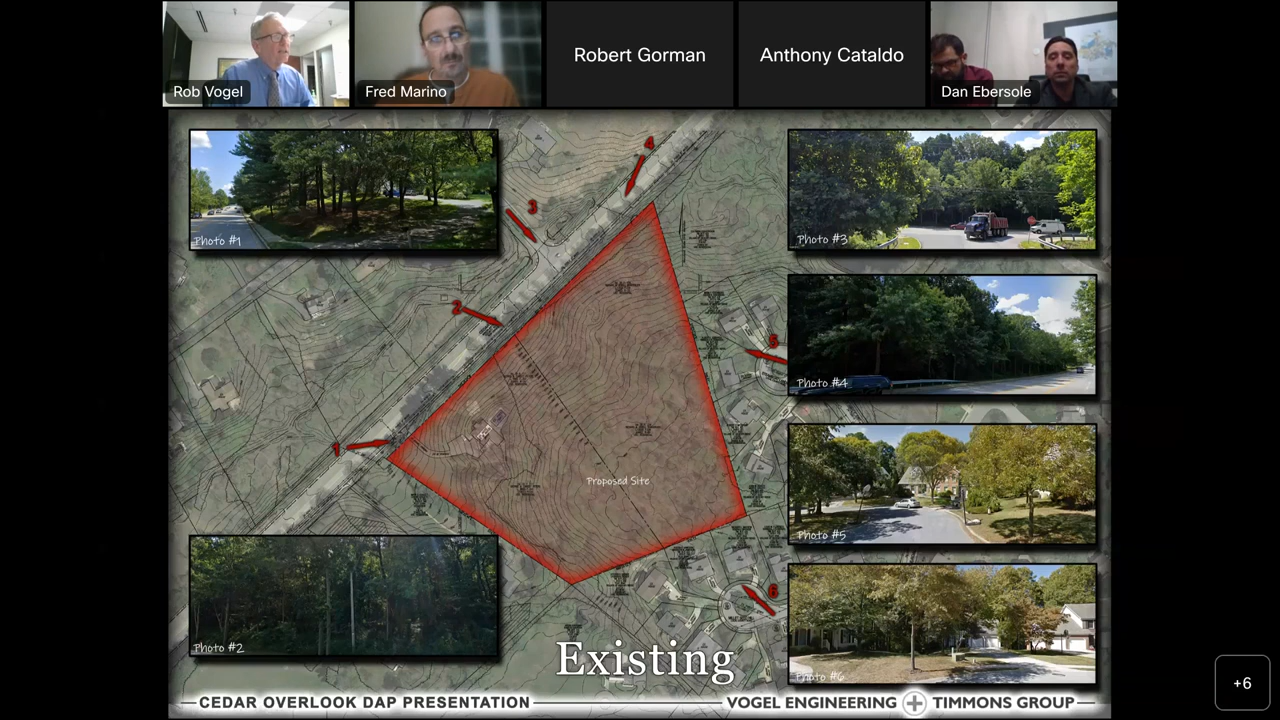 Rob Vogel
Fred Marino
Robert Gorman
Anthony Cataldo
Dan Ebersole
Photo #1
Photo #3
4
3
2
5
Photo #4
1
Proposed Site
Photo #5
6
Photo #2
Existing
Photo #6
+6
CEDAR OVERLOOK DAP PRESENTATION
VOGEL ENGINEERING + TIMMONS GROUP